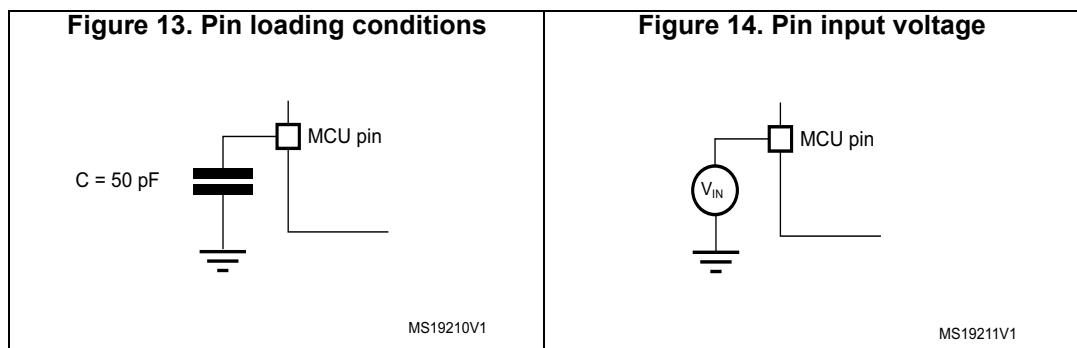 Figure 13. Pin loading conditions
MCU pin
C = 50 pF
MS19210V1
Figure 14. Pin input voltage
MCU pin
VIN
MS19211V1